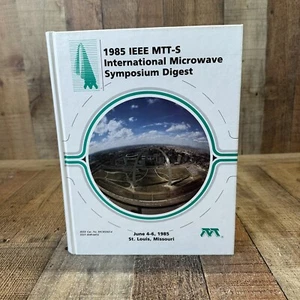 1985 IEEE MTT-S
International Microwave
Symposium Digest
June 4-6, 1985
St. Louis, Missouri